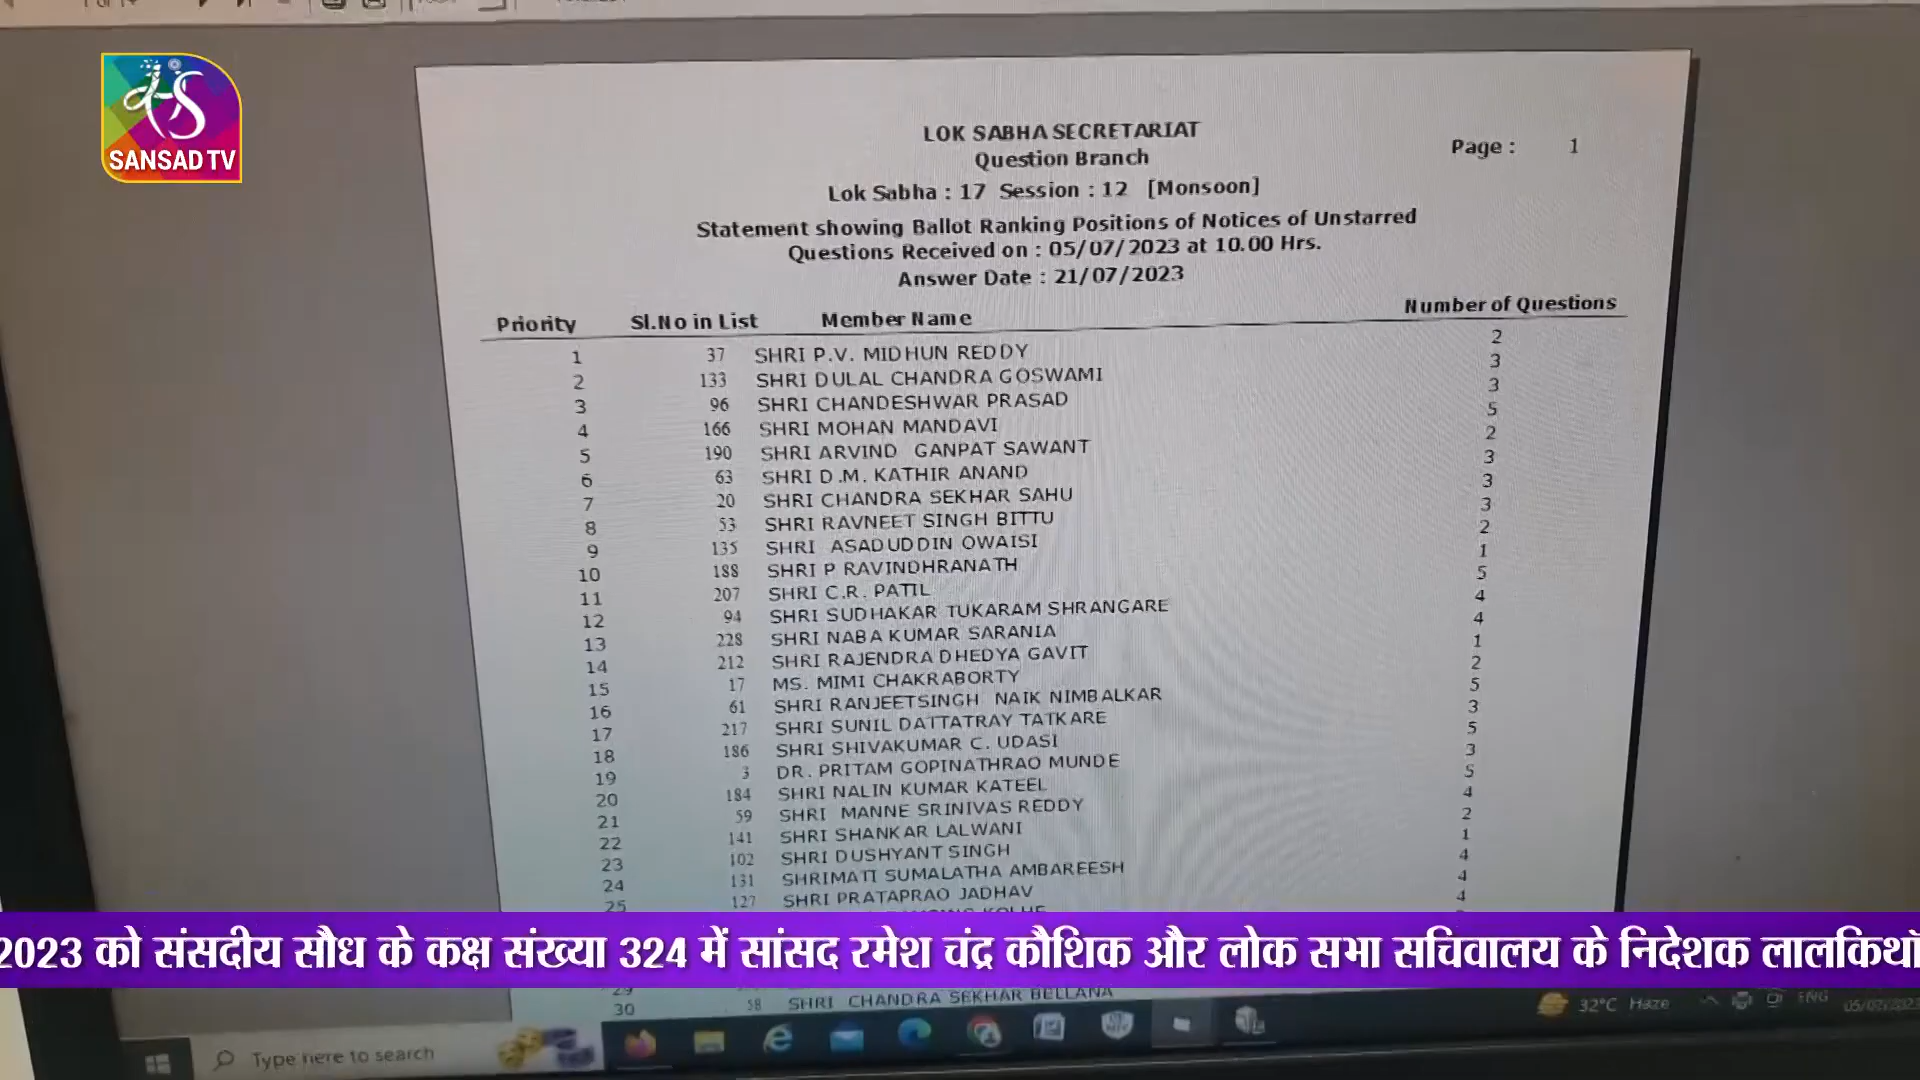 SANSAD TV
LOK SABHA SECRETARIAT
Question Branch
Page : 1
Lok Sabha : 17 Session : 12 [Monsoon]
Statement showing Ballot Ranking Positions of Notices of Unstarred
Questions Received on : 05/07/2023 at 10.00 Hrs.
Answer Date : 21/07/2023
Priority Sl.No in List Member Name Number of Questions
1 37 SHRI P.V. MIDHUN REDDY 2
2 133 SHRI DULAL CHANDRA GOSWAMI 3
3 96 SHRI CHANDESHWAR PRASAD 3
4 166 SHRI MOHAN MANDAVI 5
5 190 SHRI ARVIND GANPAT SAWANT 2
6 63 SHRI D.M. KATHIR ANAND 3
7 20 SHRI CHANDRA SEKHAR SAHU 3
8 53 SHRI RAVNEET SINGH BITTU 3
9 135 SHRI ASADUDDIN OWAISI 2
10 188 SHRI P RAVINDHRANATH 1
11 207 SHRI C.R. PATIL 5
12 94 SHRI SUDHAKAR TUKARAM SHRANGARE 4
13 228 SHRI NABA KUMAR SARANIA 4
14 212 SHRI RAJENDRA DHEDYA GAVIT 1
15 17 MS. MIMI CHAKRABORTY 2
16 61 SHRI RANJEETSINGH NAIK NIMBALKAR 5
17 217 SHRI SUNIL DATTATRAY TATKARE 3
18 186 SHRI SHIVAKUMAR C. UDASI 5
19 3 DR. PRITAM GOPINATHRAO MUNDE 3
20 184 SHRI NALIN KUMAR KATEEL 5
21 59 SHRI MANNE SRINIVAS REDDY 4
22 141 SHRI SHANKAR LALWANI 2
23 102 SHRI DUSHYANT SINGH 1
24 131 SHRIMATI SUMALATHA AMBAREESH 4
25 127 SHRI PRATAPRAO JADHAV 4
4
2023 को संसदीय सौध के कक्ष संख्या 324 में सांसद रमेश चंद्र कौशिक और लोक सभा सचिवालय के निदेशक
29
30 58 SHRI CHANDRA SEKHAR BELLANA
Type here to search
32°C Haze
ENG